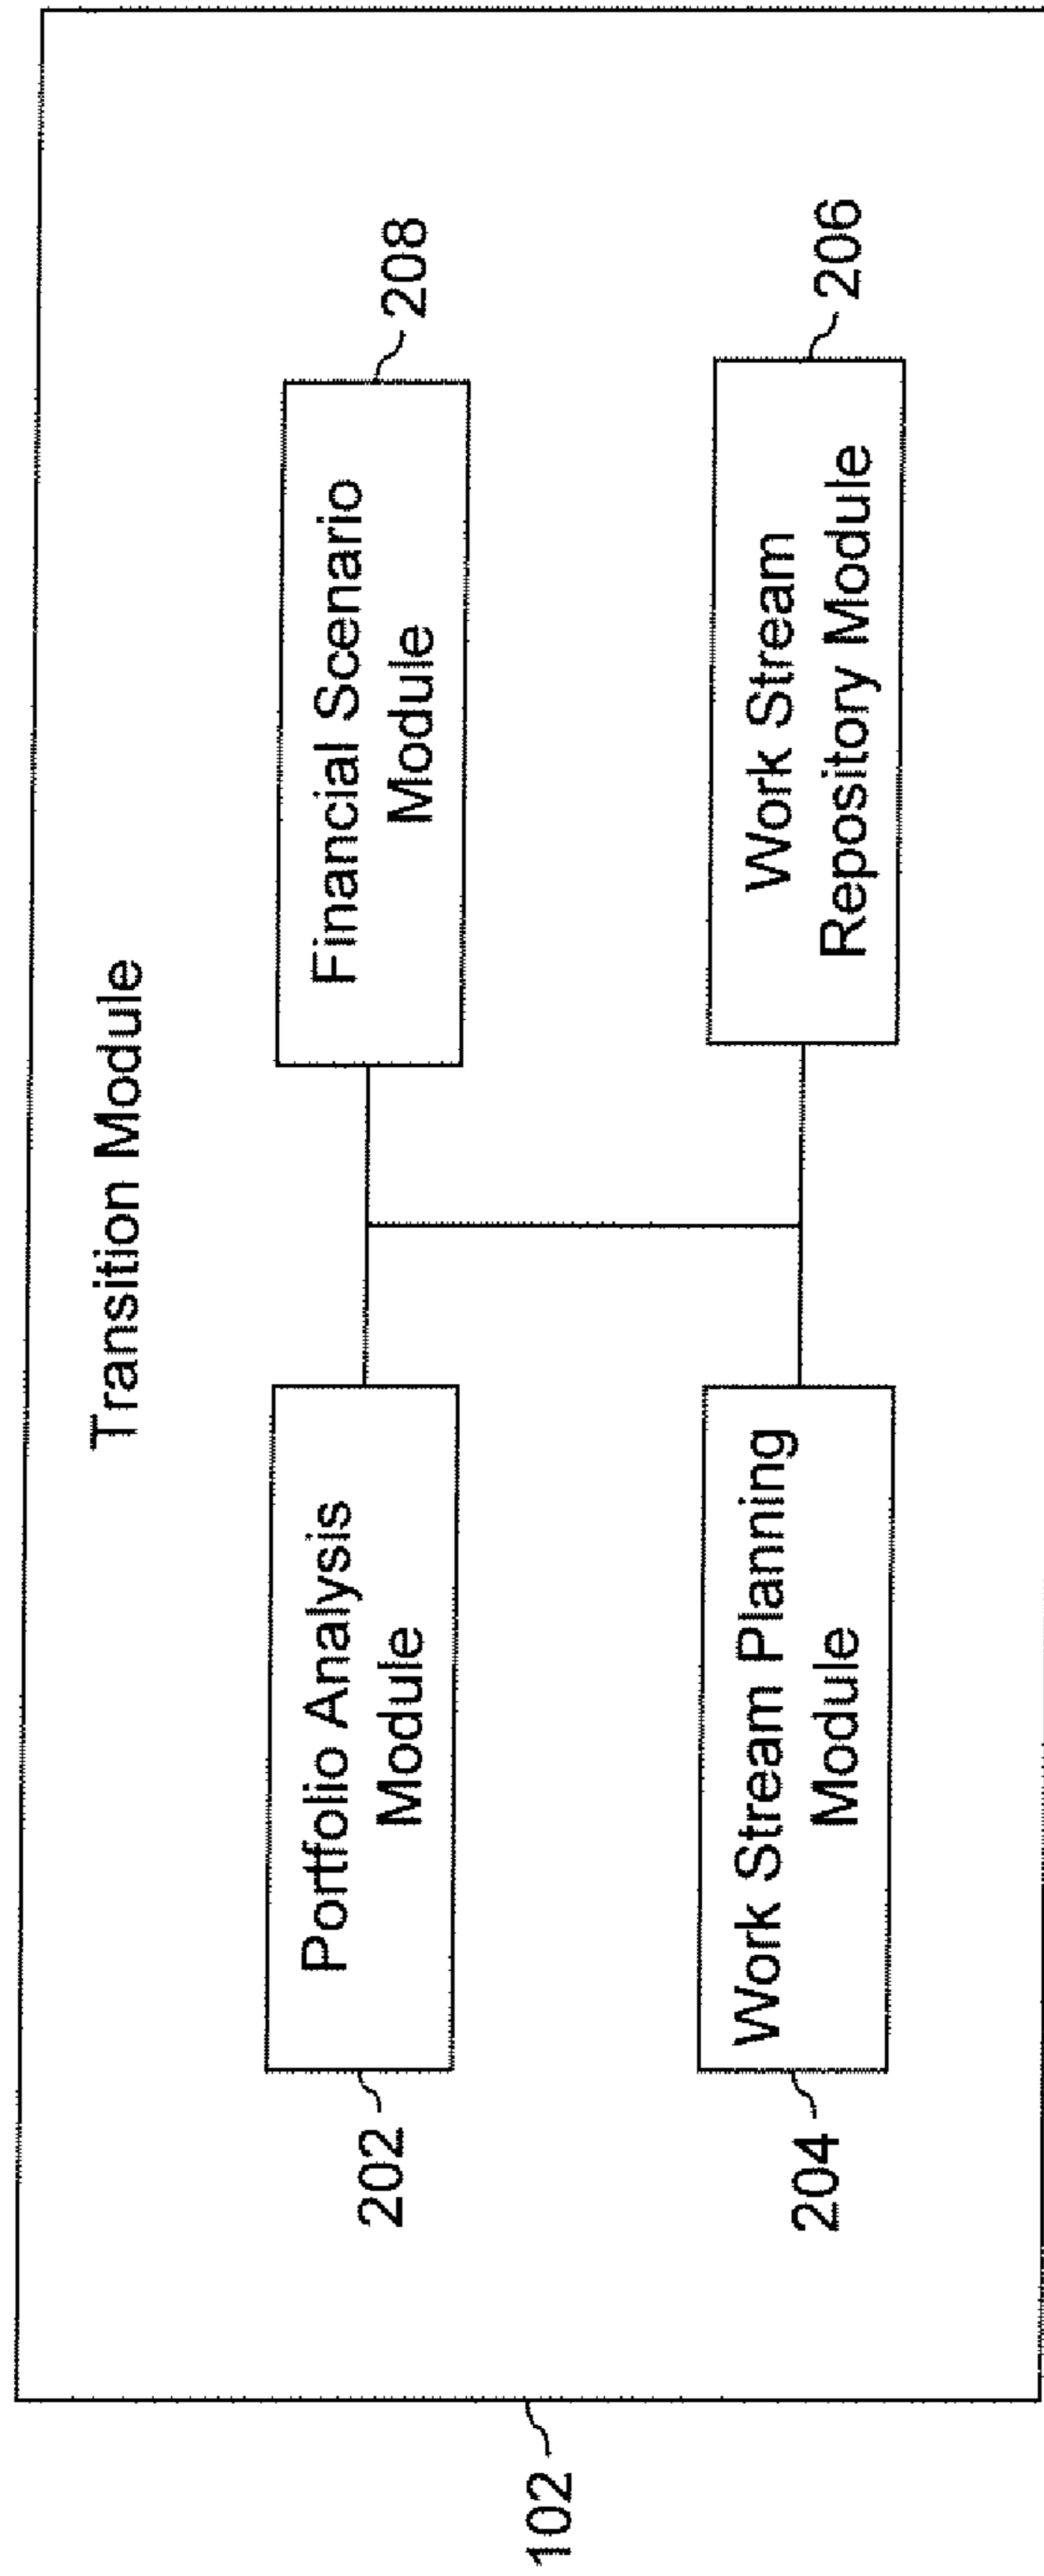 Transition Module
Portfolio Analysis
Module
202
Financial Scenario
Module
208
Work Stream Planning
Module
204
Work Stream
Repository Module
206
102